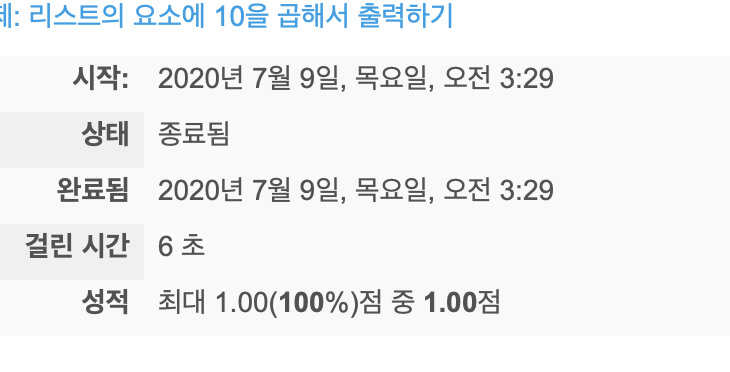 제: 리스트의 요소에 10을 곱해서 출력하기
시작: 2020년 7월 9일, 목요일, 오전 3:29
상태 종료됨
완료됨 2020년 7월 9일, 목요일, 오전 3:29
걸린 시간 6 초
성적 최대 1.00(100%)점 중 1.00점